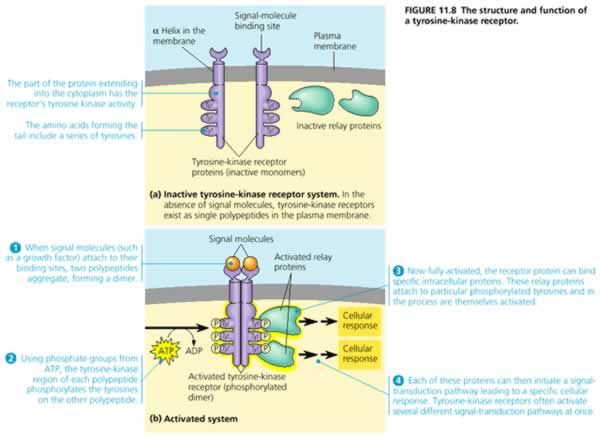 FIGURE 11.8 The structure and function of
a tyrosine-kinase receptor.
Signal-molecule
binding site
α Helix in the
membrane
Plasma
membrane
The part of the protein extending
into the cytoplasm has the
receptor's tyrosine kinase activity.
The amino acids forming the
tail include a series of tyrosines.
Inactive relay proteins
Tyrosine-kinase receptor
proteins (inactive monomers)
(a) Inactive tyrosine-kinase receptor system. In the
absence of signal molecules, tyrosine-kinase receptors
exist as single polypeptides in the plasma membrane.
1 When signal molecules (such
as a growth factor) attach to their
binding sites, two polypeptides
aggregate, forming a dimer.
Signal molecules
Activated relay
proteins
3 Now fully activated, the receptor protein can bind
specific intracellular proteins. These relay proteins
attach to particular phosphorylated tyrosines and in
the process are themselves activated.
P P
P P
P P
Cellular
response
Cellular
response
ATP
ADP
2 Using phosphate groups from
ATP, the tyrosine-kinase
region of each polypeptide
phosphorylates the tyrosines
on the other polypeptide.
Activated tyrosine-kinase
receptor (phosphorylated
dimer)
4 Each of these proteins can then initiate a signal-
transduction pathway leading to a specific cellular
response. Tyrosine-kinase receptors often activate
several different signal-transduction pathways at once.
(b) Activated system